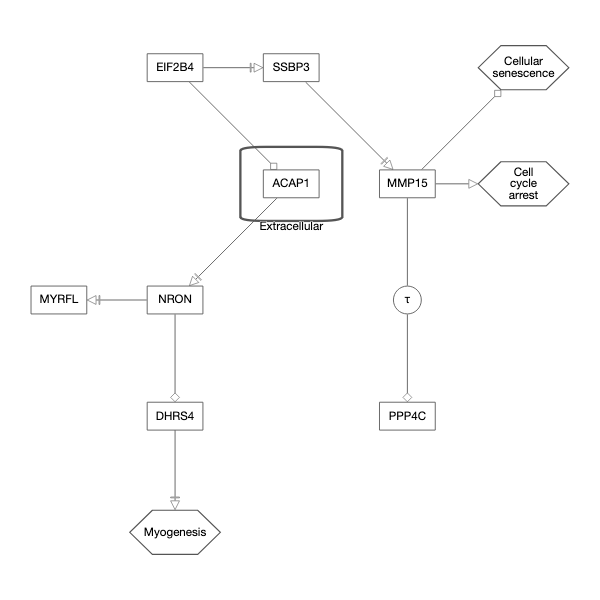 EIF2B4
SSBP3
Cellular
senescence
ACAP1
MMP15
Cell
cycle
arrest
Extracellular
MYRFL
NRON
τ
DHRS4
PPP4C
Myogenesis